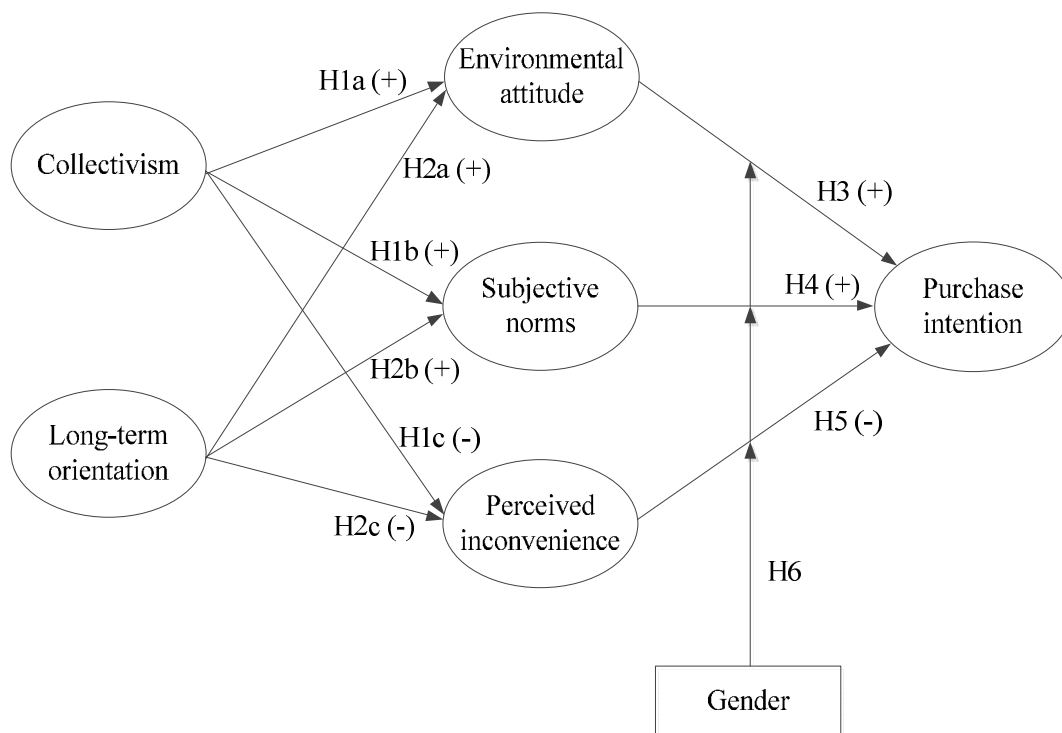 Environmental
attitude
H1a (+)
Collectivism
H2a (+)
H3 (+)
H1b (+)
Subjective
norms
H4 (+)
Purchase
intention
H2b (+)
Long-term
orientation
H1c (-)
H5 (-)
Perceived
inconvenience
H2c (-)
H6
Gender